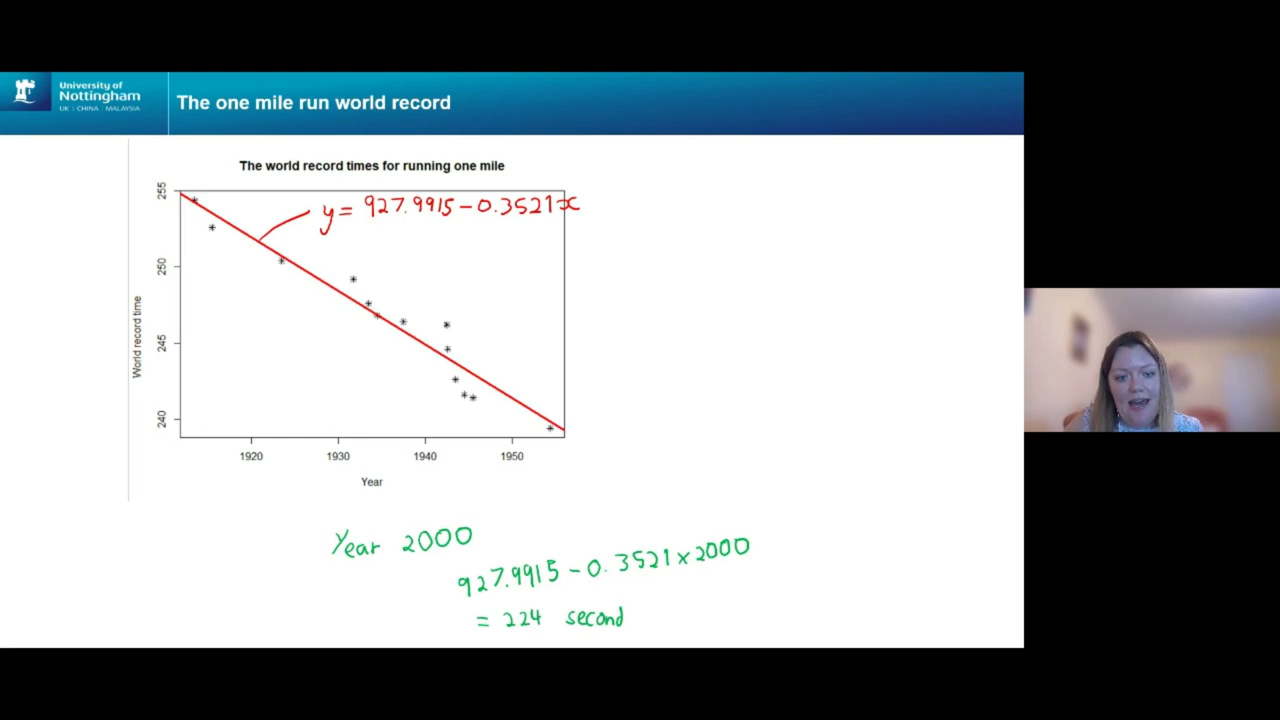 University of
Nottingham
UK | CHINA | MALAYSIA
The one mile run world record
The world record times for running one mile
y = 927.9915 - 0.3521x
255
250
245
240
World record time
1920 1930 1940 1950
Year
Year 2000
927.9915 - 0.3521 × 2000
= 224 second